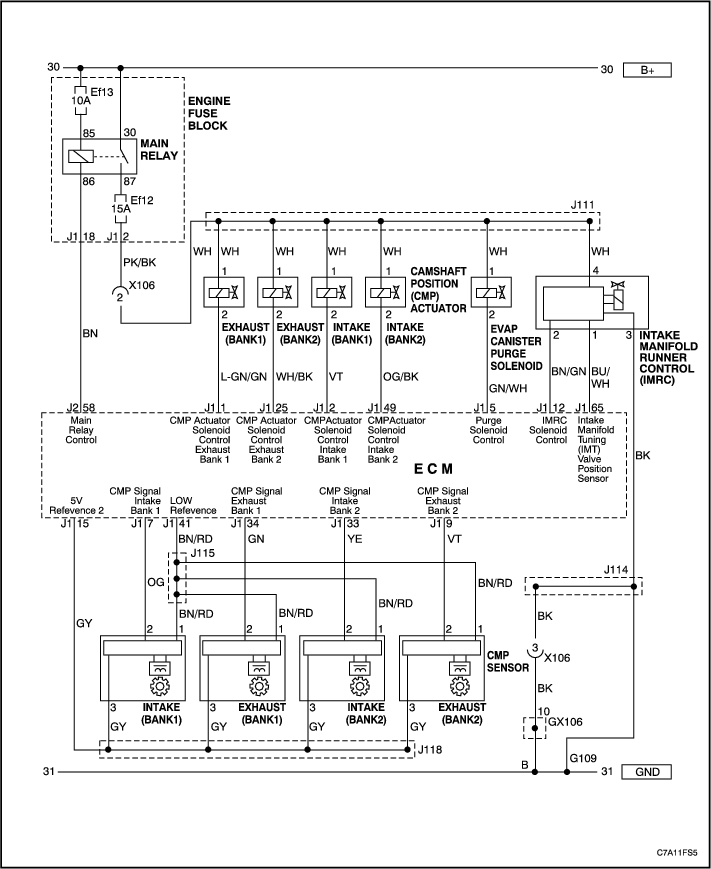 30
30
B+
Ef13
10A
ENGINE
FUSE
BLOCK
85
30
MAIN
RELAY
86
87
Ef12
15A
J1 18
J1 2
J111
PK/BK
WH
WH
WH
WH
WH
WH
WH
X106
2
1
1
1
1
1
4
CAMSHAFT
POSITION
(CMP)
ACTUATOR
2
2
2
2
2
EXHAUST
(BANK1)
EXHAUST
(BANK2)
INTAKE
(BANK1)
INTAKE
(BANK2)
EVAP
CANISTER
PURGE
SOLENOID
2
1
3
INTAKE
MANIFOLD
RUNNER
CONTROL
(IMRC)
BN
L-GN/GN
WH/BK
VT
OG/BK
GN/WH
BN/GN
BU/
WH
J2 58
J1 1
J1 25
J1 2
J1 49
J1 5
J1 12
J1 65
Main
Relay
Control
CMP Actuator
Solenoid
Control
Exhaust
Bank 1
CMP Actuator
Solenoid
Control
Exhaust
Bank 2
CMPActuator
Solenoid
Control
Intake
Bank 1
CMPActuator
Solenoid
Control
Intake
Bank 2
Purge
Solenoid
Control
IMRC
Solenoid
Control
Intake
Manifold
Tuning
(IMT)
Valve
Position
Sensor
BK
E C M
5V
Refevence 2
CMP Signal
Intake
Bank 1
LOW
Refevence
CMP Signal
Exhaust
Bank 1
CMP Signal
Intake
Bank 2
CMP Signal
Exhaust
Bank 2
J1 15
J1 7
J1 41
J1 34
J1 33
J1 9
BN/RD
GN
YE
VT
J115
OG
J114
BN/RD
BN/RD
BN/RD
BN/RD
GY
BK
2
1
2
1
2
1
2
1
3
X106
CMP
SENSOR
BK
3
INTAKE
(BANK1)
3
EXHAUST
(BANK1)
3
INTAKE
(BANK2)
3
EXHAUST
(BANK2)
10
GX106
GY
GY
GY
GY
J118
B
G109
31
31
GND
C7A11FS5